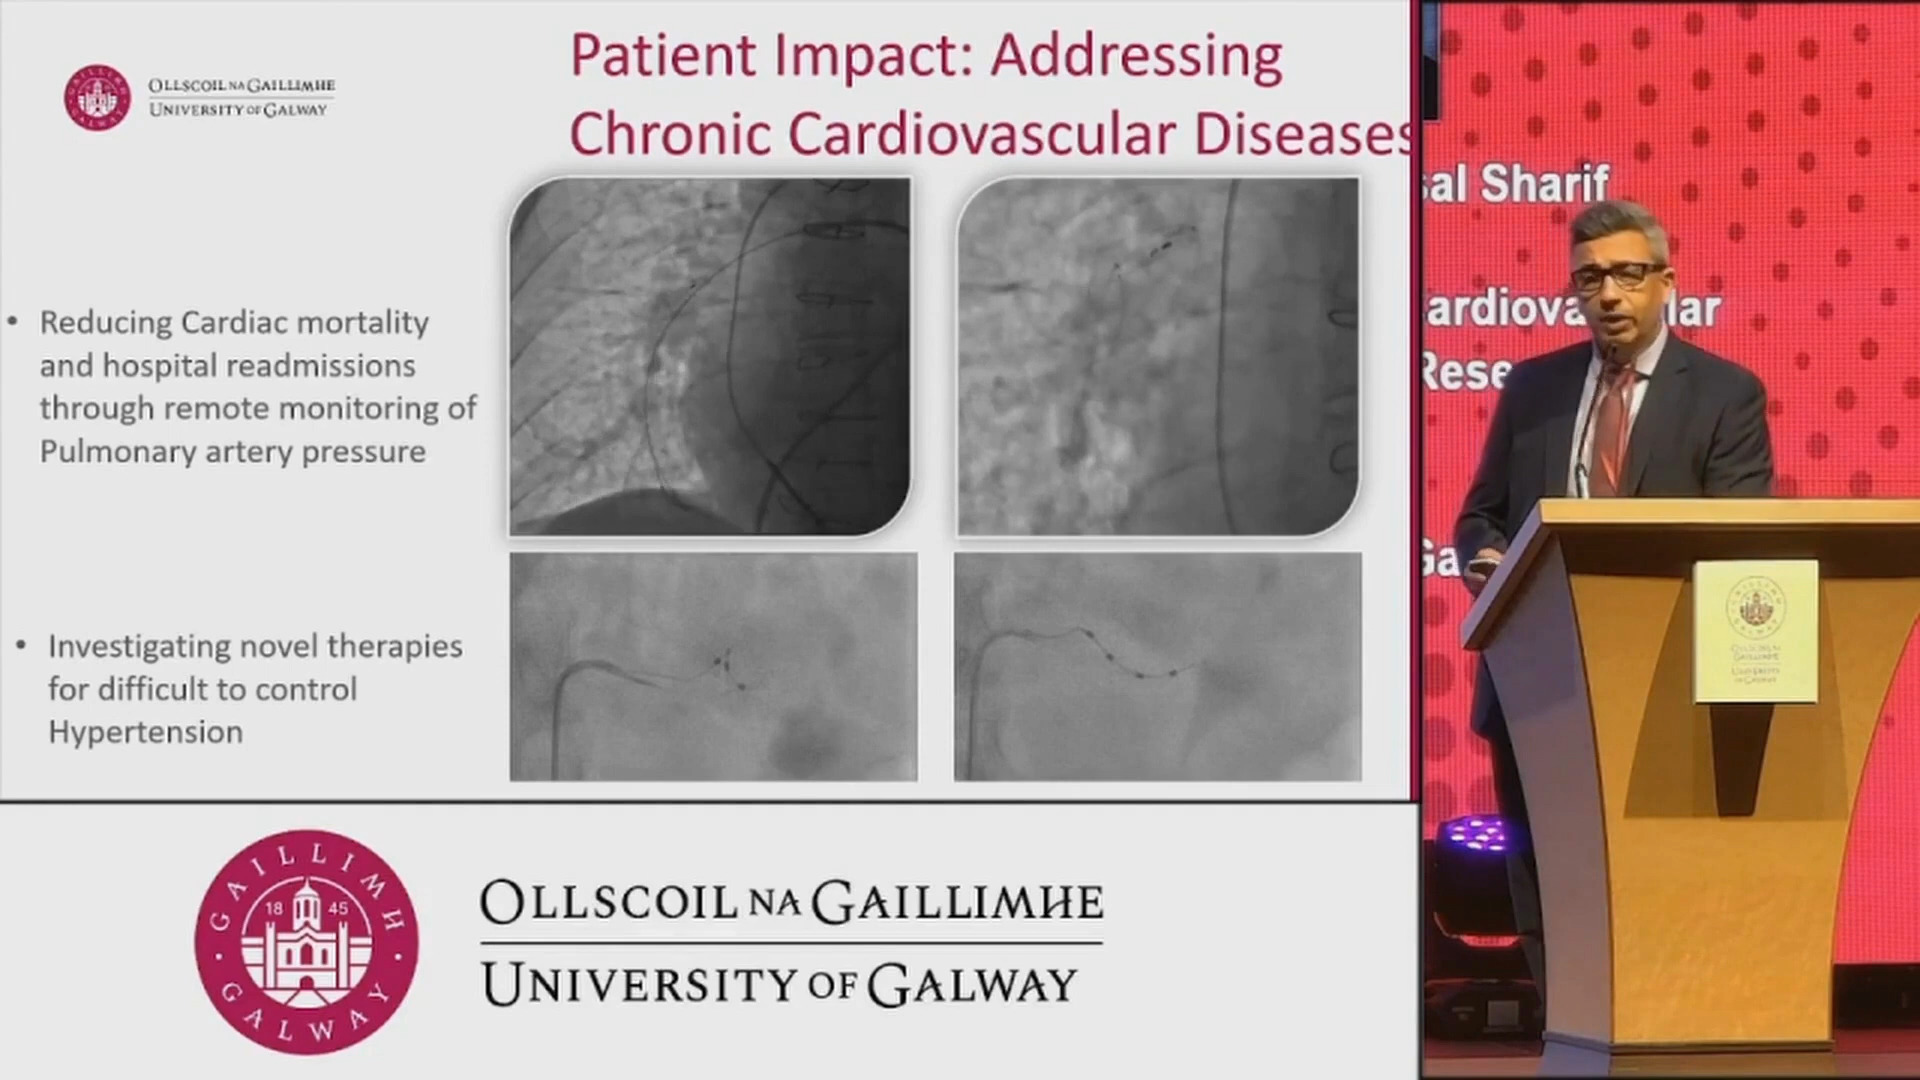 OLLSCOIL NA GAILLIMHE
UNIVERSITY OF GALWAY
Patient Impact: Addressing
Chronic Cardiovascular Diseases
• Reducing Cardiac mortality
and hospital readmissions
through remote monitoring of
Pulmonary artery pressure
• Investigating novel therapies
for difficult to control
Hypertension
GAILLIMH
18 45
GALWAY
OLLSCOIL NA GAILLIMHE
UNIVERSITY OF GALWAY
sal Sharif
ardiova lar
Rese
Ga